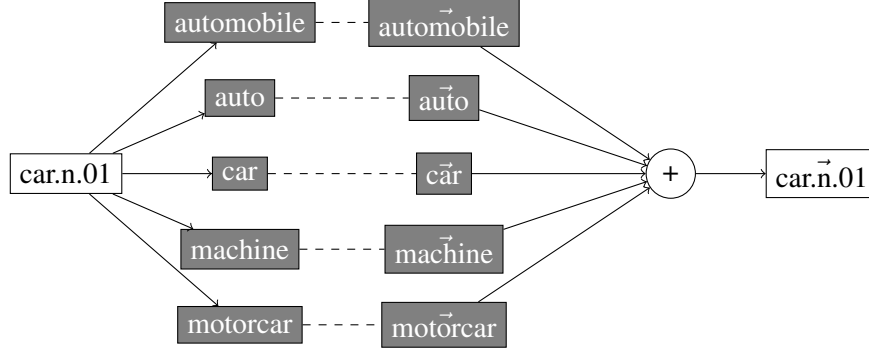 automobile
automobile⃗
auto
auto⃗
car.n.01
car
car⃗
+
car.n.01⃗
machine
machine⃗
motorcar
motorcar⃗